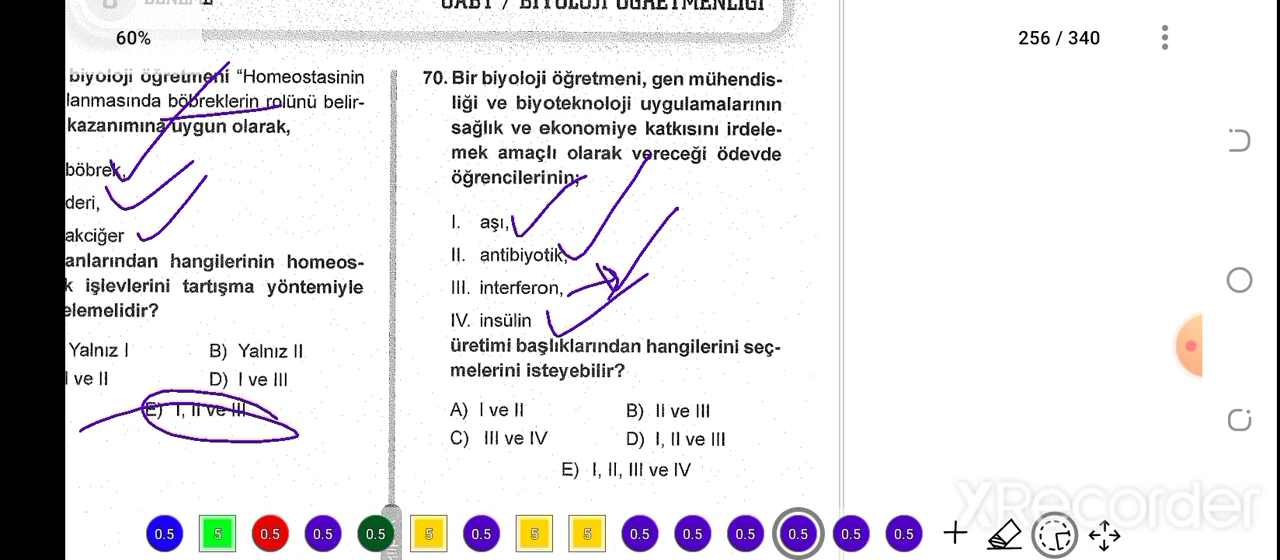 60%
256 / 340
ÖABT / BİYOLOJİ ÖĞRETMENLİĞİ
biyoloji öğretmeni “Homeostasinin
lanmasında böbreklerin rolünü belir-
kazanımına uygun olarak,
böbrek,
deri,
akciğer
anlarından hangilerinin homeos-
k işlevlerini tartışma yöntemiyle
elemelidir?
Yalnız I
B) Yalnız II
I ve II
D) I ve III
E) I, II ve III
70. Bir biyoloji öğretmeni, gen mühendis-
liği ve biyoteknoloji uygulamalarının
sağlık ve ekonomiye katkısını irdele-
mek amaçlı olarak vereceği ödevde
öğrencilerinin;
I. aşı,
II. antibiyotik,
III. interferon,
IV. insülin
üretimi başlıklarından hangilerini seç-
melerini isteyebilir?
A) I ve II
B) II ve III
C) III ve IV
D) I, II ve III
E) I, II, III ve IV
XRecorder
0.5 5 0.5 0.5 0.5 5 0.5 5 5 0.5 0.5 0.5 0.5 0.5 0.5